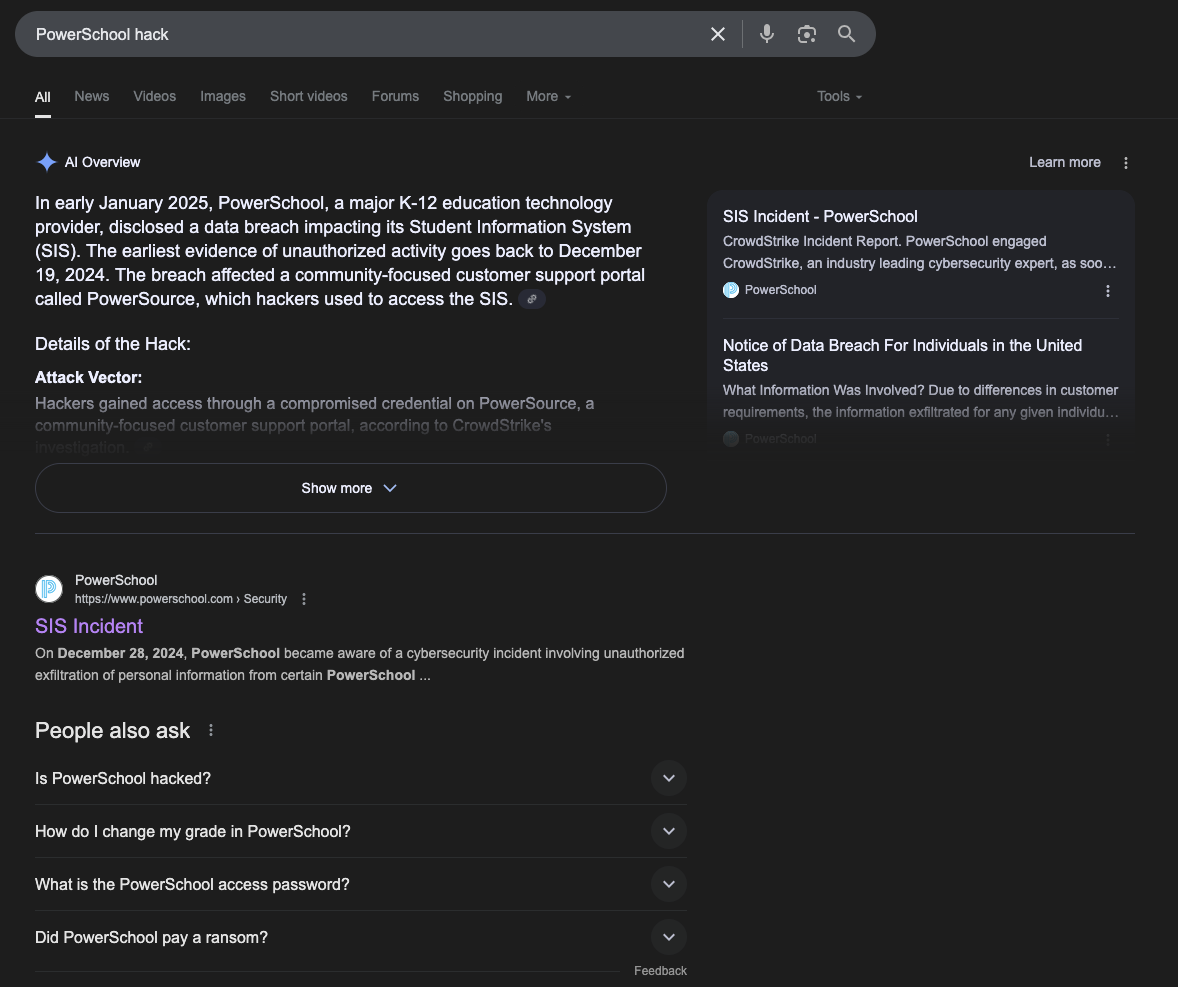 PowerSchool hack
All News Videos Images Short videos Forums Shopping More Tools
AI Overview
Learn more
In early January 2025, PowerSchool, a major K-12 education technology
provider, disclosed a data breach impacting its Student Information System
(SIS). The earliest evidence of unauthorized activity goes back to December
19, 2024. The breach affected a community-focused customer support portal
called PowerSource, which hackers used to access the SIS.
Details of the Hack:
Attack Vector:
Hackers gained access through a compromised credential on PowerSource, a
community-focused customer support portal, according to CrowdStrike's
investigation.
Show more
SIS Incident - PowerSchool
CrowdStrike Incident Report. PowerSchool engaged
CrowdStrike, an industry leading cybersecurity expert, as soo...
PowerSchool
Notice of Data Breach For Individuals in the United
States
What Information Was Involved? Due to differences in customer
requirements, the information exfiltrated for any given individu...
PowerSchool
PowerSchool
https://www.powerschool.com › Security
SIS Incident
On December 28, 2024, PowerSchool became aware of a cybersecurity incident involving unauthorized
exfiltration of personal information from certain PowerSchool ...
People also ask
Is PowerSchool hacked?
How do I change my grade in PowerSchool?
What is the PowerSchool access password?
Did PowerSchool pay a ransom?
Feedback